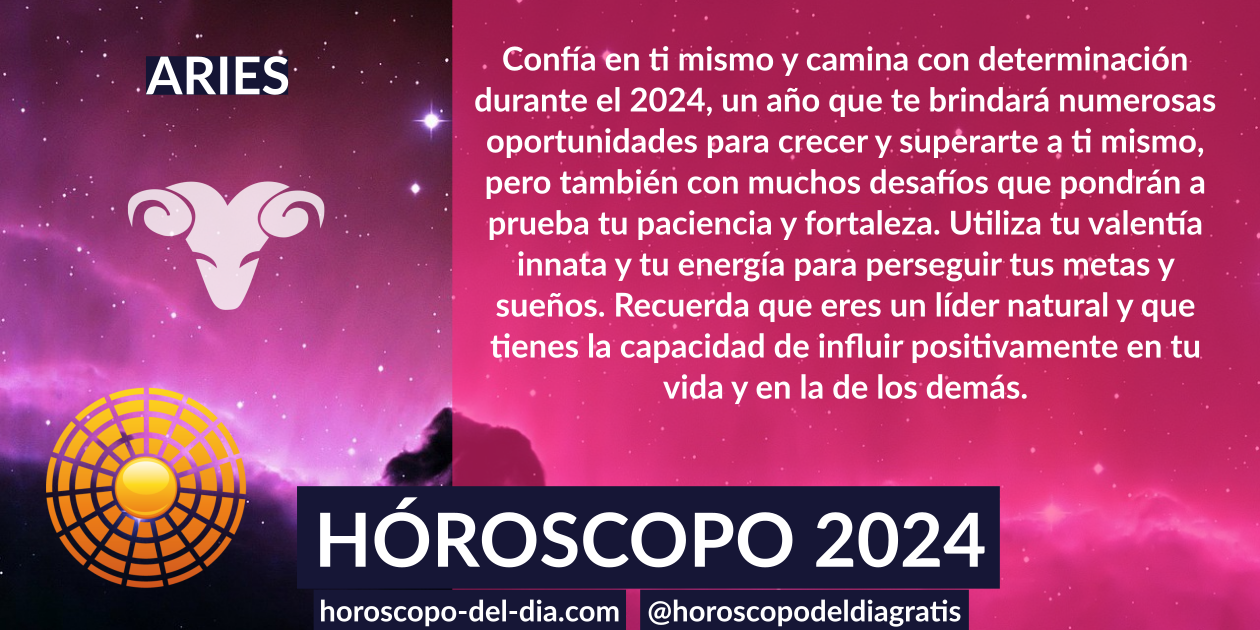 ARIES
Confía en ti mismo y camina con determinación
durante el 2024, un año que te brindará numerosas
oportunidades para crecer y superarte a ti mismo,
pero también con muchos desafíos que pondrán a
prueba tu paciencia y fortaleza. Utiliza tu valentía
innata y tu energía para perseguir tus metas y
sueños. Recuerda que eres un líder natural y que
tienes la capacidad de influir positivamente en tu
vida y en la de los demás.
HÓROSCOPO 2024
horoscopo-del-dia.com @horoscopodeldiagratis